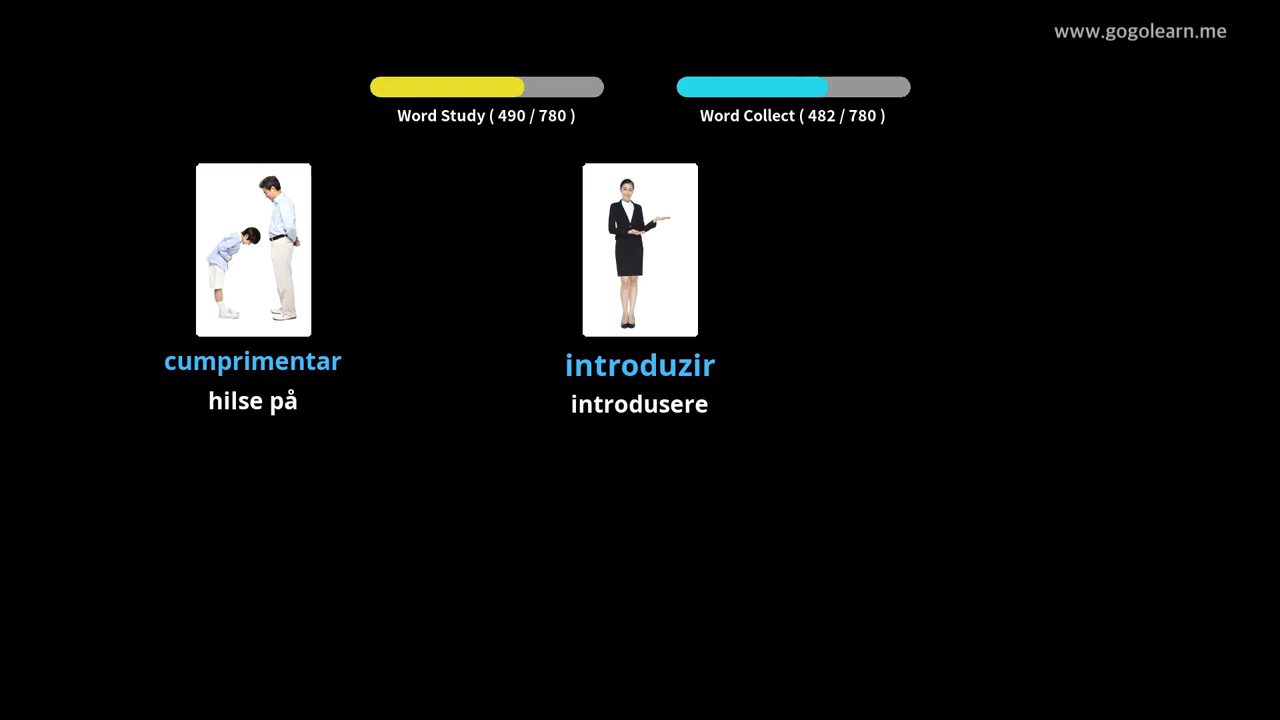 www.gogolearn.me
Word Study ( 490 / 780 )
Word Collect ( 482 / 780 )
cumprimentar
hilse på
introduzir
introdusere